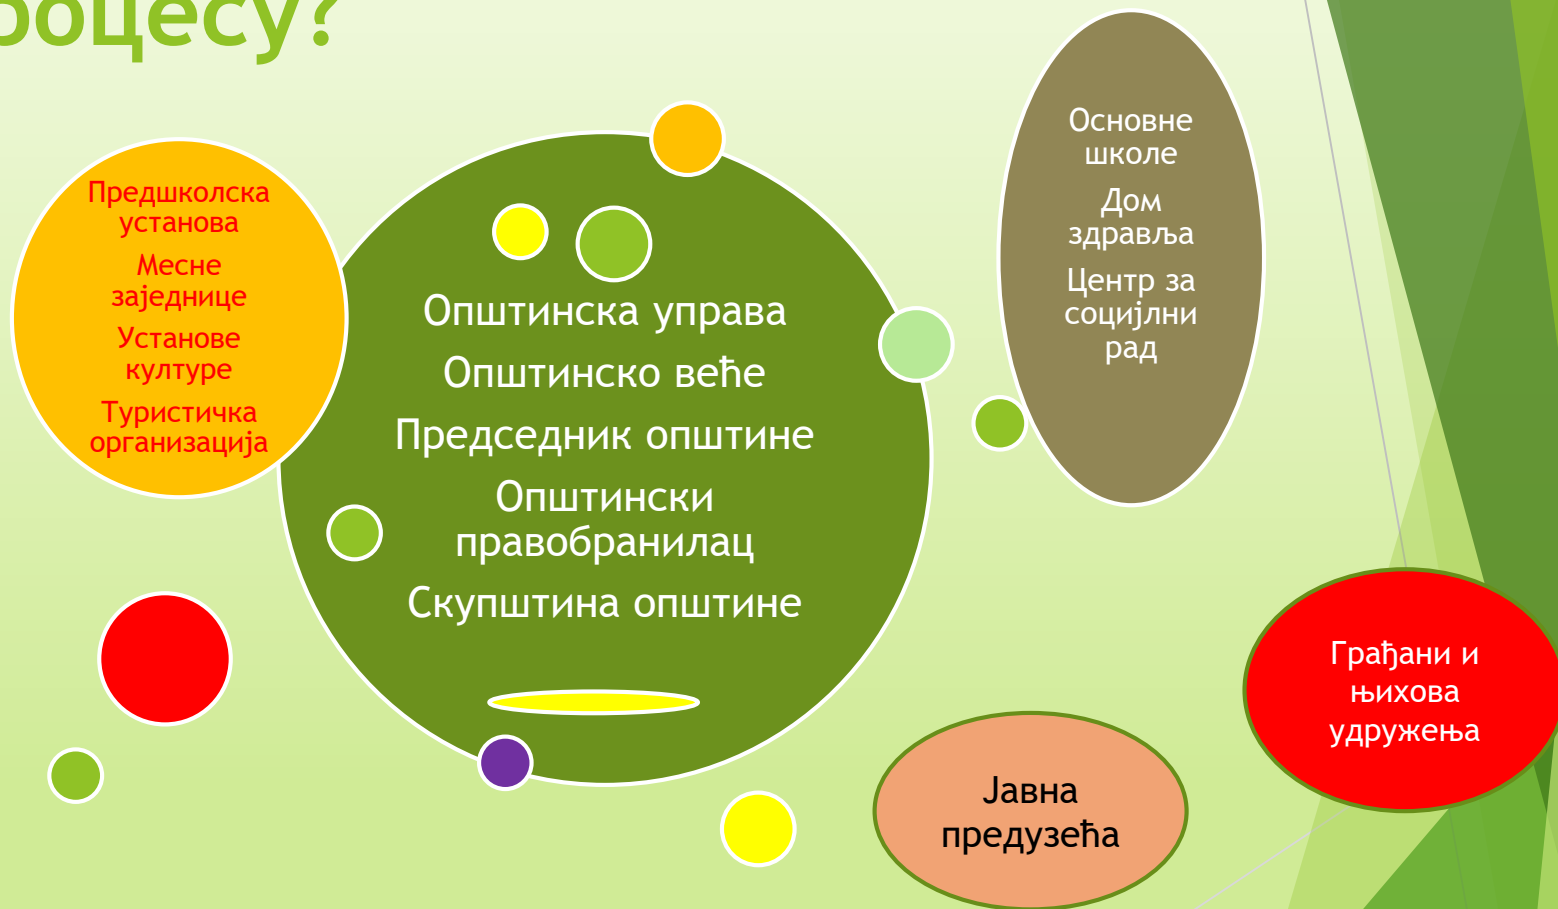 оцесу?
Предшколска
установа
Месне
заједнице
Установе
културе
Туристичка
организација
Општинска управа
Општинско веће
Председник општине
Општински
правобранилац
Скупштина општине
Основне
школе
Дом
здравља
Центр за
социјлни
рад
Грађани и
њихова
удружења
Јавна
предузећа